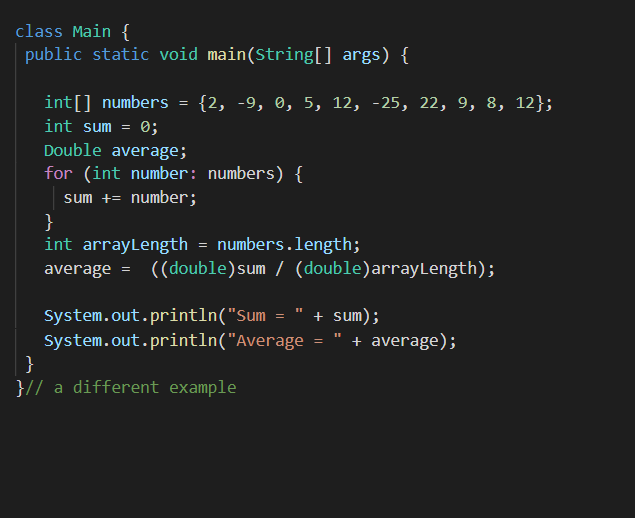 class Main {
public static void main(String[] args) {
int[] numbers = {2, -9, 0, 5, 12, -25, 22, 9, 8, 12};
int sum = 0;
Double average;
for (int number: numbers) {
sum += number;
}
int arrayLength = numbers.length;
average =  ((double)sum / (double)arrayLength);
System.out.println("Sum = " + sum);
System.out.println("Average = " + average);
}
}// a different example